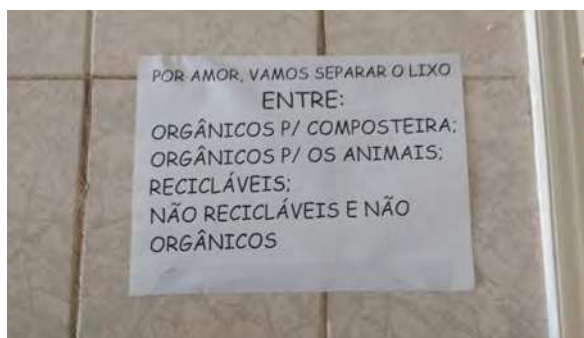 POR AMOR, VAMOS SEPARAR O LIXO
ENTRE:
ORGÂNICOS P/ COMPOSTEIRA;
ORGÂNICOS P/ OS ANIMAIS;
RECICLÁVEIS;
NÃO RECICLÁVEIS E NÃO
ORGÂNICOS